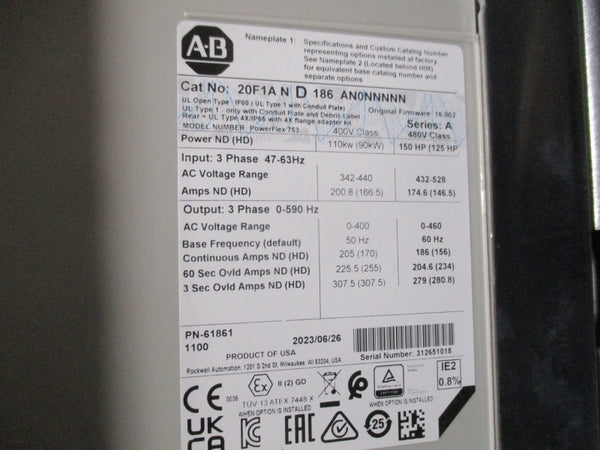 A-B
Nameplate 1: Specifications and Custom Catalog Number
representing options installed at factory.
See Nameplate 2 (Located behind HIM)
for equivalent base catalog number and
separate options
Cat No: 20F1A N D 186 AN0NNNNN
UL Open Type / IP00 ( UL Type 1 with Conduit Plate)
UL Type 1 - only with Conduit Plate and Debris Label
Rear = UL Type 4X/IP66 with 4X flange adapter kit
Original Firmware: 16.002
Series: A
MODEL NUMBER PowerFlex 753 400V Class 480V Class
Power ND (HD) 110kw (90kW) 150 HP (125 HP)
Input: 3 Phase 47-63Hz
AC Voltage Range 342-440 432-528
Amps ND (HD) 200.8 (166.5) 174.6 (146.5)
Output: 3 Phase 0-590 Hz
AC Voltage Range 0-400 0-460
Base Frequency (default) 50 Hz 60 Hz
Continuous Amps ND (HD) 205 (170) 186 (156)
60 Sec Ovld Amps ND (HD) 225.5 (255) 204.6 (234)
3 Sec Ovld Amps ND (HD) 307.5 (307.5) 279 (280.8)
PN-61861
1100
2023/06/26
PRODUCT OF USA
Rockwell Automation, 1201 S 2nd St, Milwaukee, WI 53204, USA
Serial Number: 312651018
CE 0035 Ex II (2) GD
TUV 13 ATEX 7448 X
WHEN OPTION IS INSTALLED
IE2
0.8%
UK
CA
EAC
25
WHEN OPTION IS INSTALLED